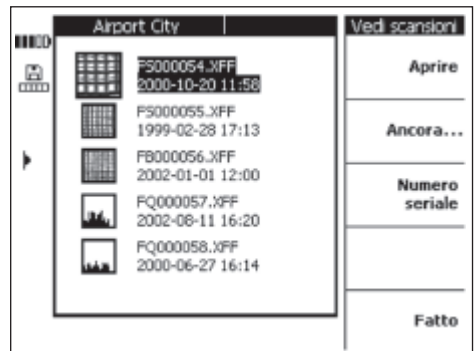 Airport City
Vedi scansioni
FS000054.XFF
2000-10-20 11:58
FS000055.XFF
1999-02-28 17:13
FB000056.XFF
2002-01-01 12:00
FQ000057.XFF
2002-08-11 16:20
FQ000058.XFF
2000-06-27 16:14
Aprire
Ancora...
Numero
seriale
Fatto